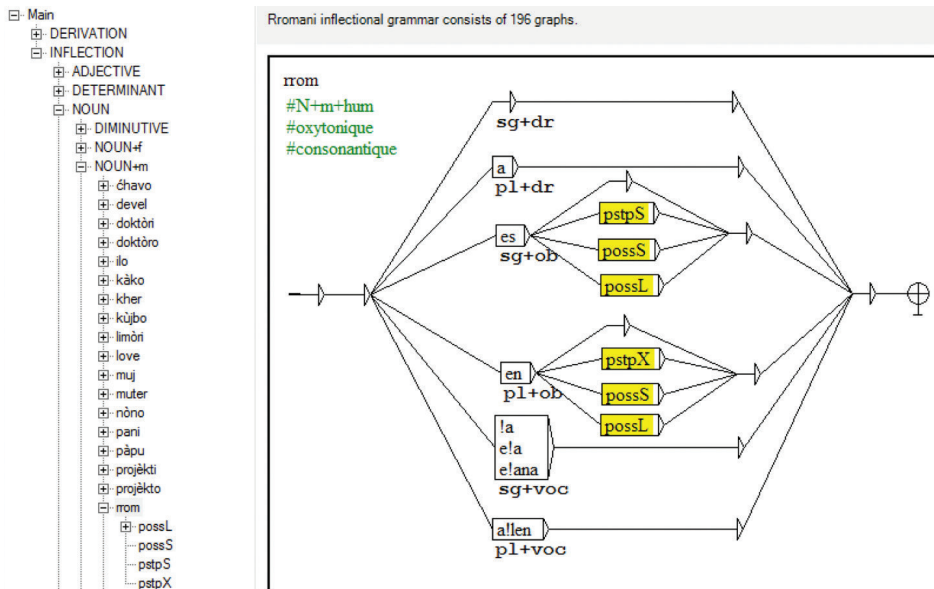 Main
DERIVATION
INFLECTION
ADJECTIVE
DETERMINANT
NOUN
DIMINUTIVE
NOUN+f
NOUN+m
ćhavo
devel
doktòri
doktòro
ilo
kàko
kher
kùjbo
limòri
love
muj
muter
nòno
pani
pàpu
projèkti
projèkto
rrom
possL
possS
pstpS
pstpX
Rromani inflectional grammar consists of 196 graphs.
rrom
#N+m+hum
#oxytonique
#consonantique
sg+dr
a
pl+dr
es
sg+ob
pstpS
possS
possL
en
pl+ob
pstpX
possS
possL
!a
e!a
e!ana
sg+voc
a!len
pl+voc